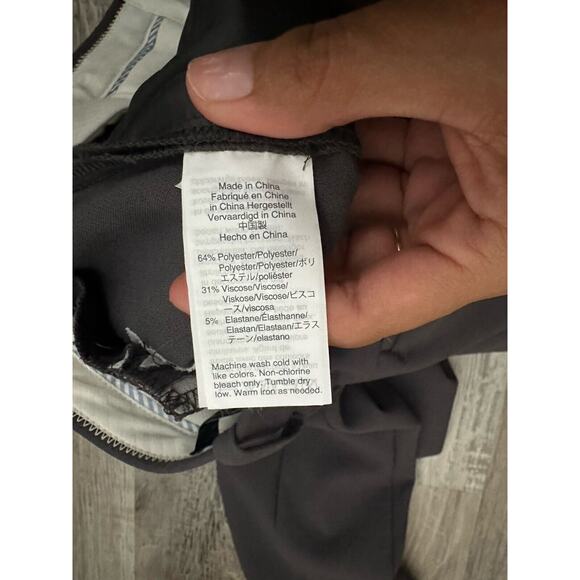 Made in China
Fabriqué en Chine
in China Hergestellt
Vervaardigd in China
中国製
Hecho en China
64% Polyester/Polyester/
Polyester/Polyester/ポリ
エステル/poliéster
31% Viscose/Viscose/
Viskose/Viscose/ビスコ
ース/viscosa
5% Elastane/Élasthanne/
Elastan/Elastaan/エラス
テーン/elastano
Machine wash cold with
like colors. Non-chlorine
bleach only. Tumble dry
low. Warm iron as needed.